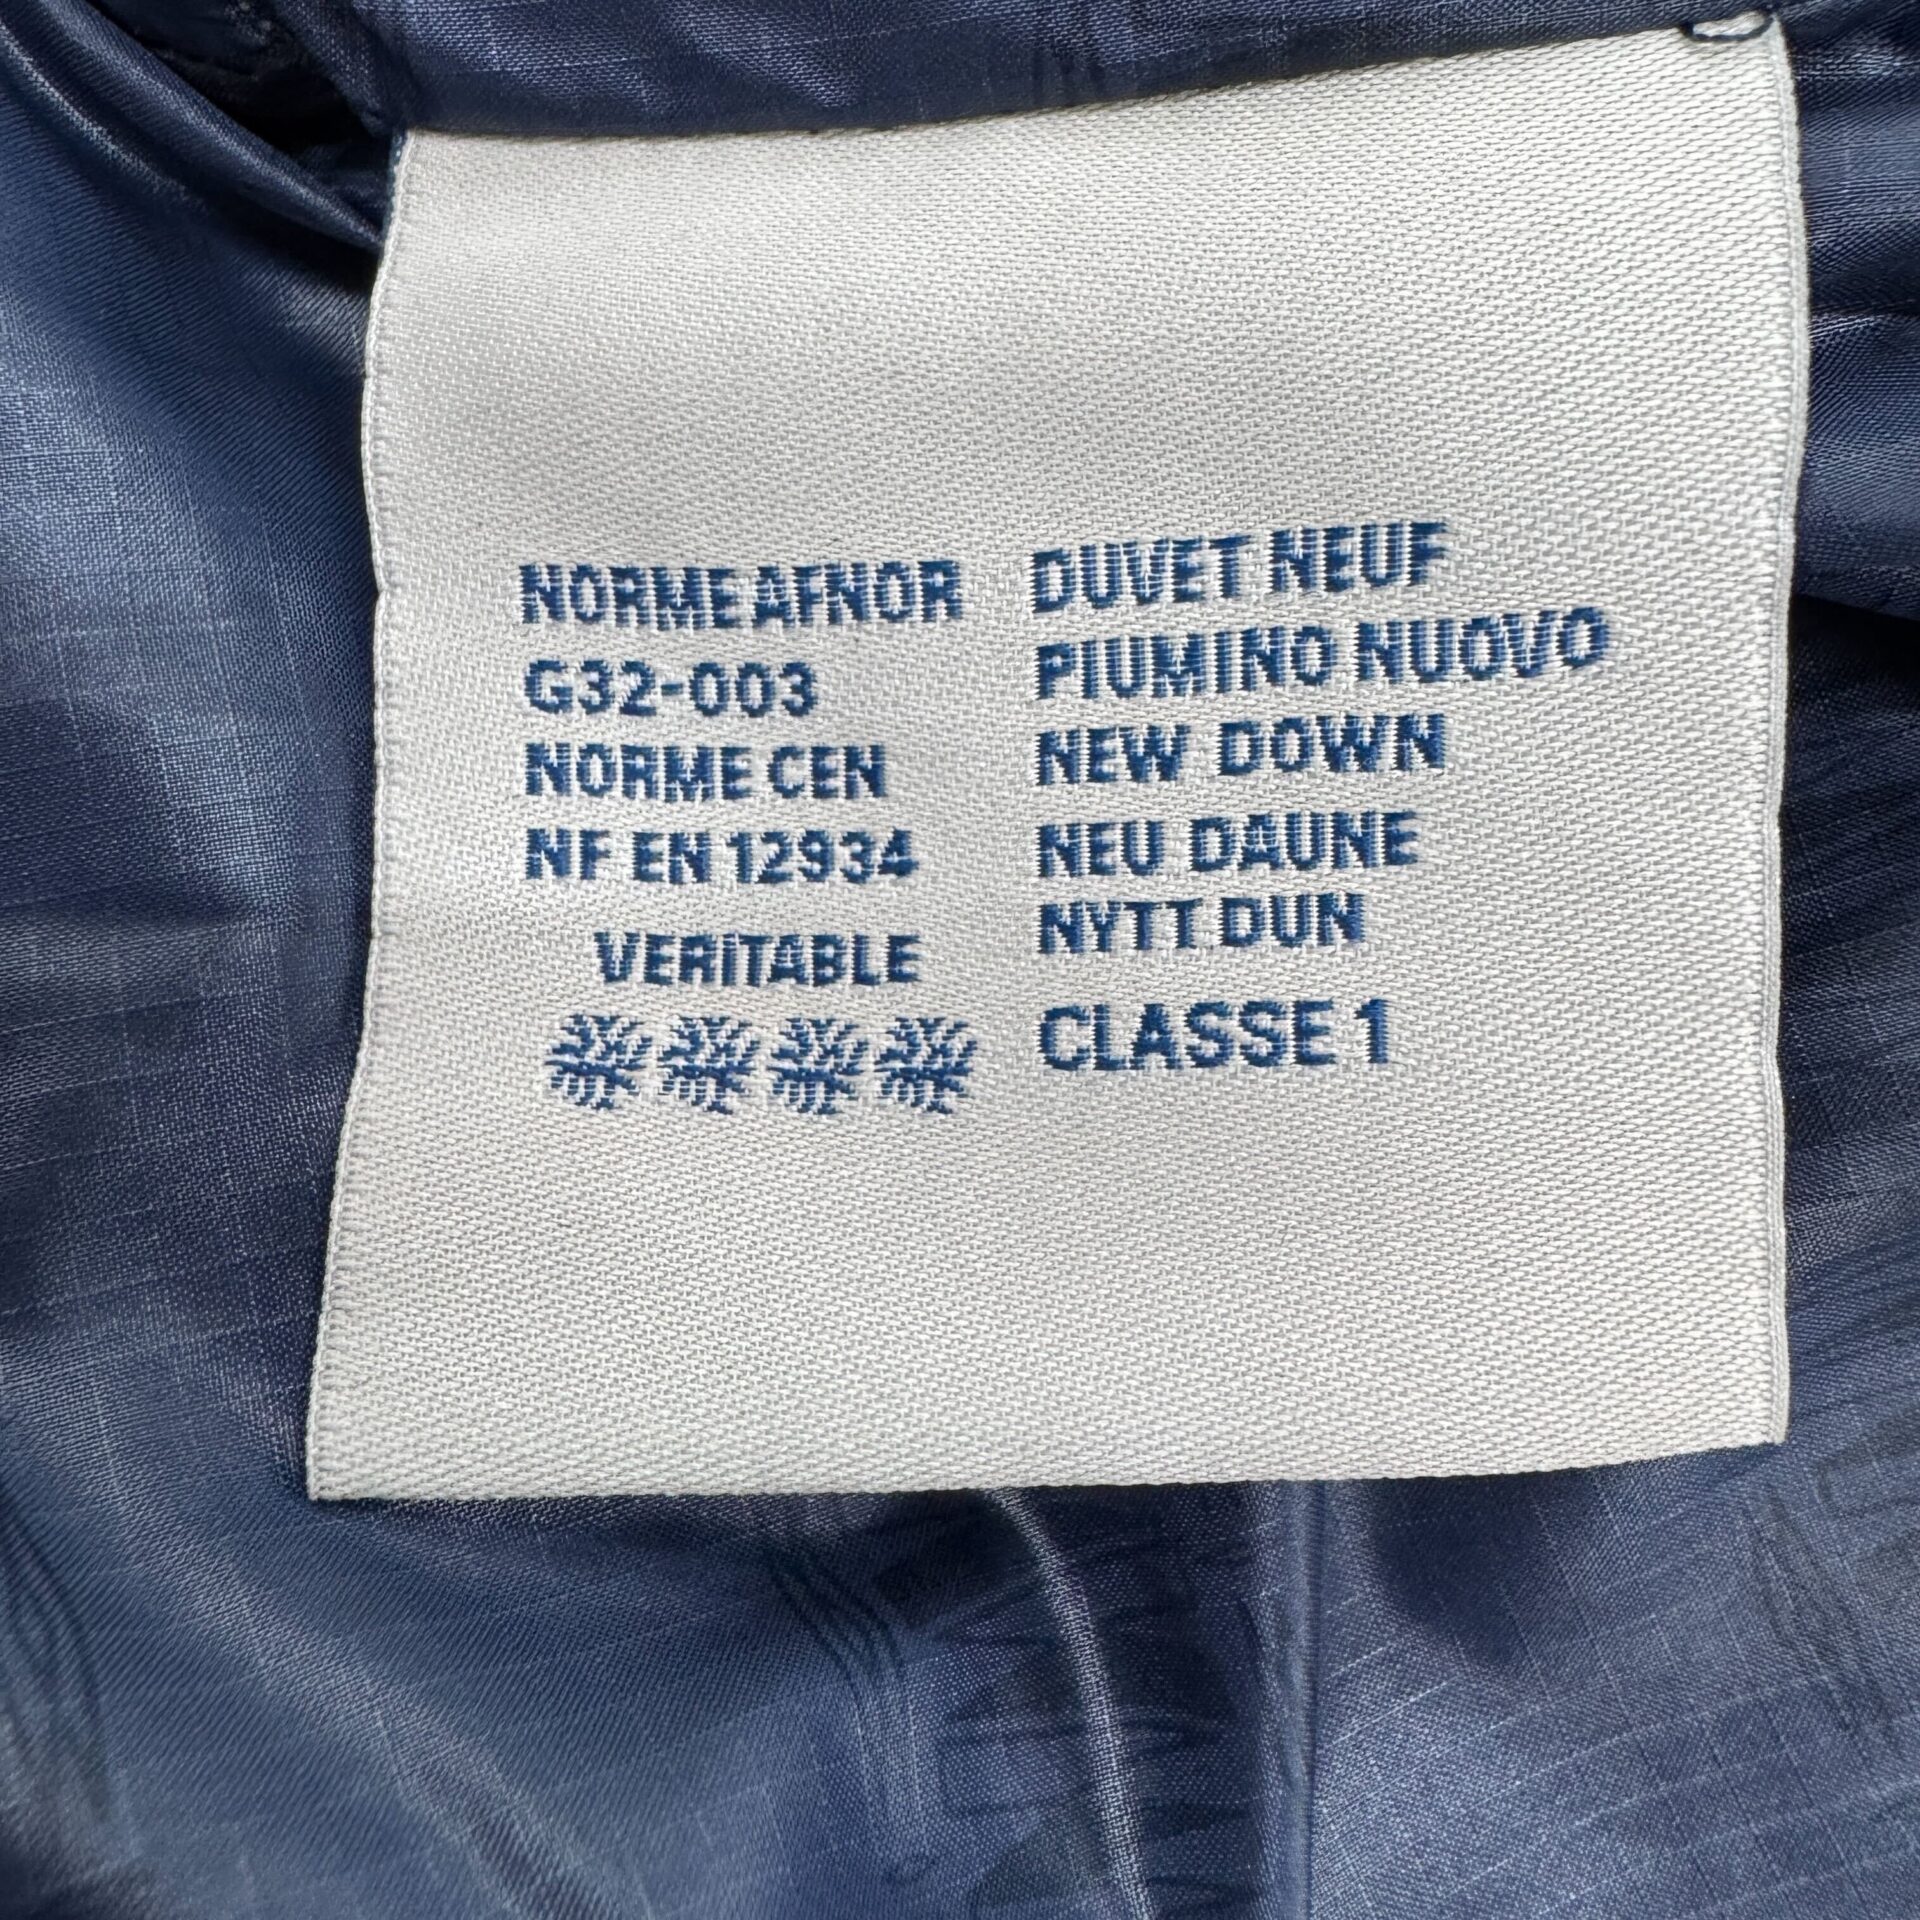 NORME AFNOR
G32-003
NORME CEN
NF EN 12934
VERITABLE
DUVET NEUF
PIUMINO NUOVO
NEW DOWN
NEU DAUNE
NYTT DUN
CLASSE 1